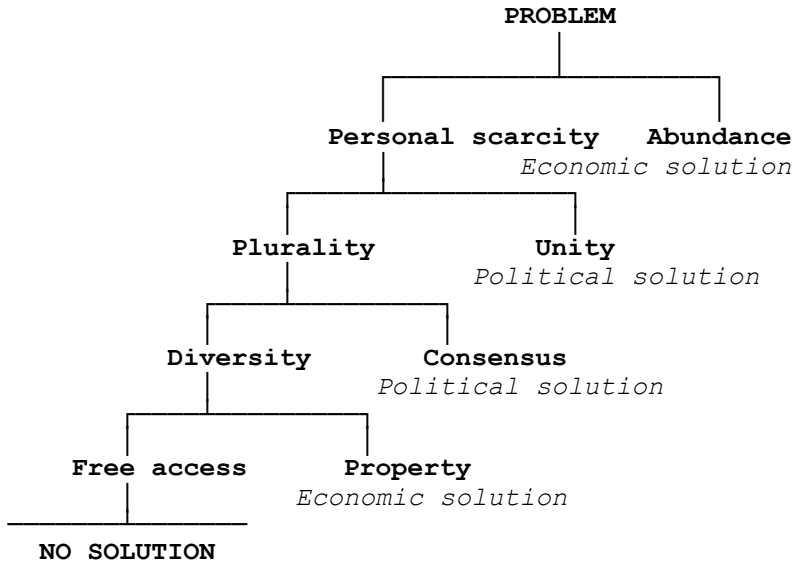 PROBLEM
Personal scarcity Abundance
Economic solution
Plurality Unity
Political solution
Diversity Consensus
Political solution
Free access Property
Economic solution
NO SOLUTION